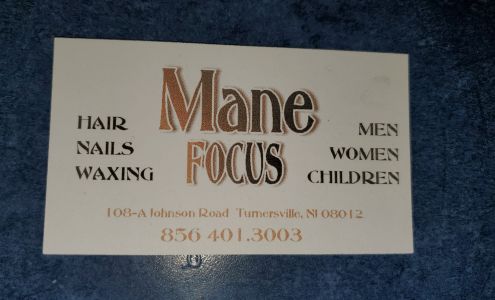 Mane
FOCUS
HAIR
NAILS
WAXING
MEN
WOMEN
CHILDREN
108-A Johnson Road Turnersville, NJ 08012
856 401.3003